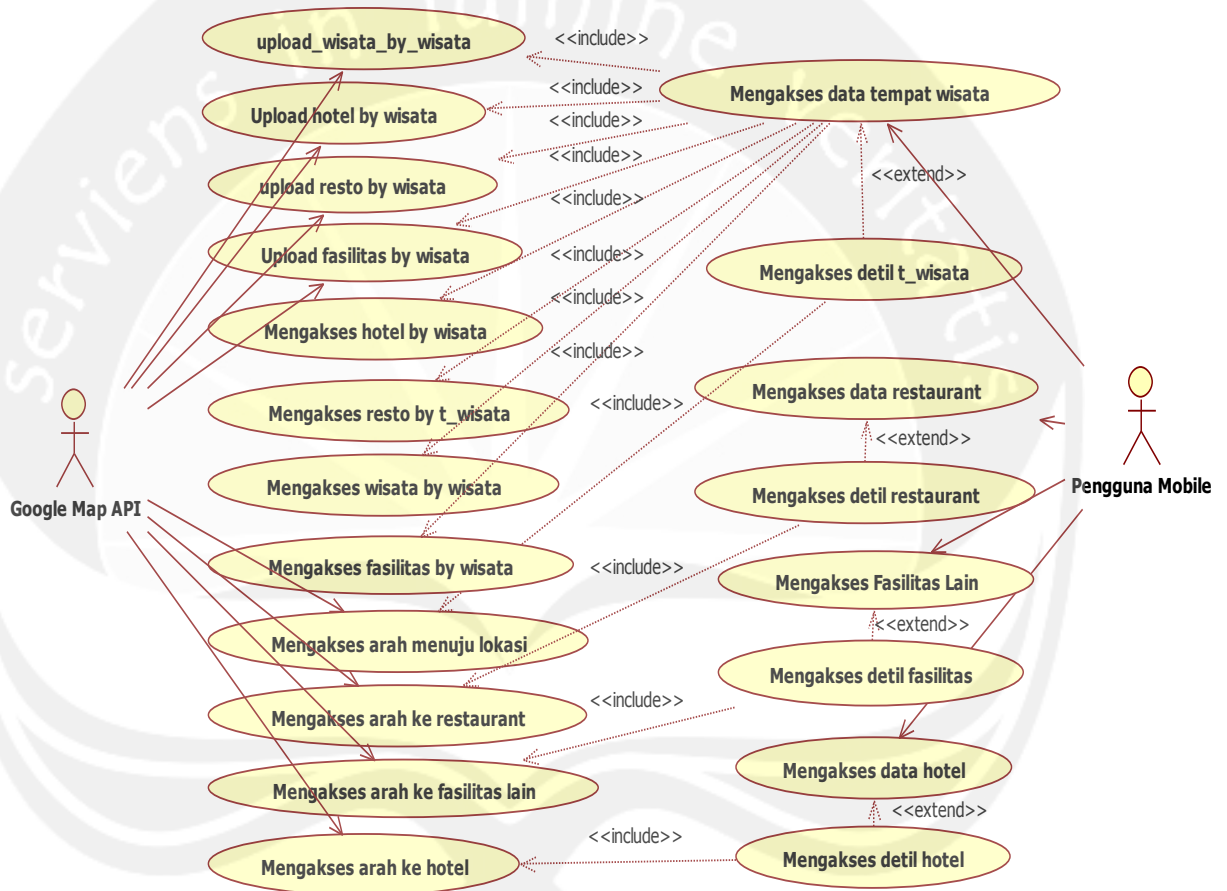 serviens in lumine veritatis
upload_wisata_by_wisata
<<include>>
Mengakses data tempat wisata
<<include>>
Upload hotel by wisata
<<include>>
<<include>>
upload resto by wisata
<<extend>>
<<include>>
Upload fasilitas by wisata
<<include>>
Mengakses detil t_wisata
<<include>>
Mengakses hotel by wisata
<<include>>
Mengakses data restaurant
Mengakses resto by t_wisata
<<include>>
<<extend>>
Mengakses wisata by wisata
Mengakses detil restaurant
Pengguna Mobile
Google Map API
Mengakses fasilitas by wisata
<<include>>
Mengakses Fasilitas Lain
<<extend>>
Mengakses arah menuju lokasi
Mengakses detil fasilitas
<<include>>
Mengakses arah ke restaurant
Mengakses data hotel
Mengakses arah ke fasilitas lain
<<extend>>
<<include>>
Mengakses arah ke hotel
Mengakses detil hotel